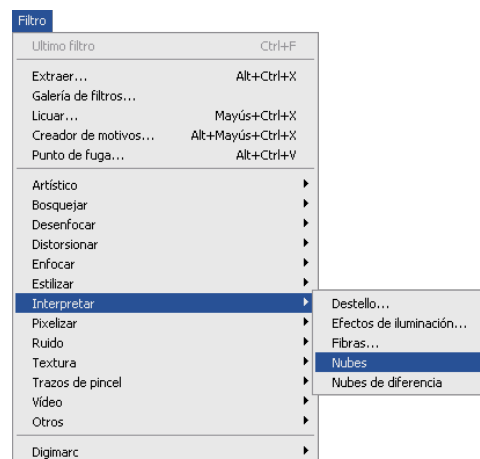 Filtro
Ultimo filtro Ctrl+F
Extraer... Alt+Ctrl+X
Galería de filtros...
Licuar... Mayús+Ctrl+X
Creador de motivos... Alt+Mayús+Ctrl+X
Punto de fuga... Alt+Ctrl+V
Artístico
Bosquejar
Desenfocar
Distorsionar
Enfocar
Estilizar
Interpretar
Pixelizar
Ruido
Textura
Trazos de pincel
Vídeo
Otros
Digimarc
Destello...
Efectos de iluminación...
Fibras...
Nubes
Nubes de diferencia